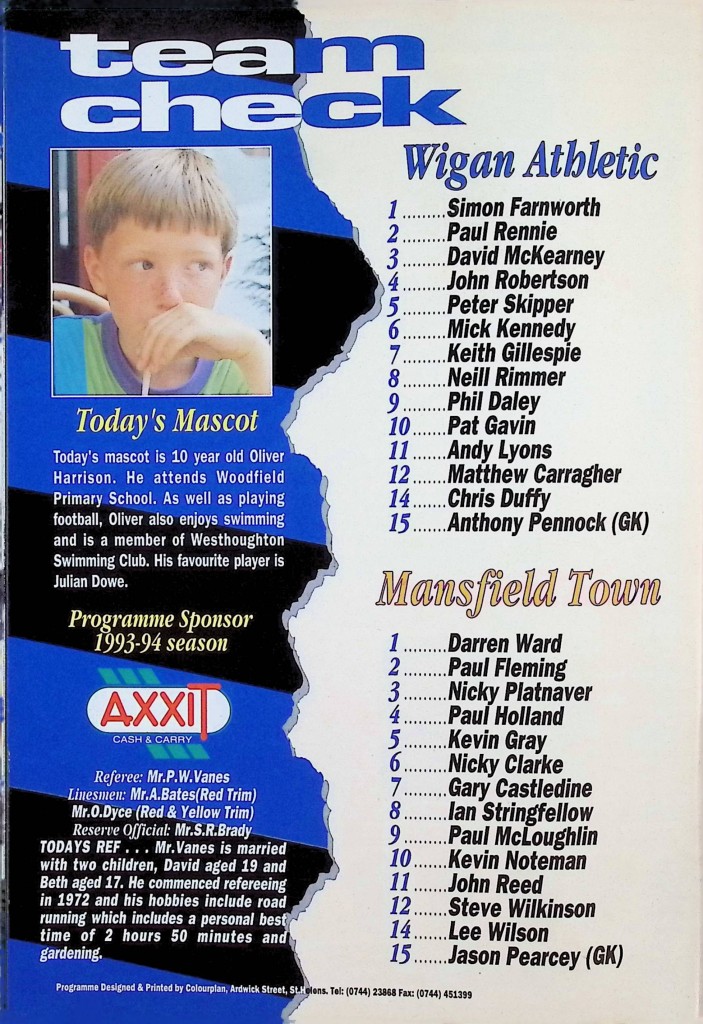 team
check
Today's Mascot
Today's mascot is 10 year old Oliver
Harrison. He attends Woodfield
Primary School. As well as playing
football, Oliver also enjoys swimming
and is a member of Westhoughton
Swimming Club. His favourite player is
Julian Dowe.
Programme Sponsor
1993-94 season
AXXIT
CASH & CARRY
Referee: Mr.P.W.Vanes
Linesmen: Mr.A.Bates(Red Trim)
Mr.O.Dyce (Red & Yellow Trim)
Reserve Official: Mr.S.R.Brady
TODAYS REF . . . Mr.Vanes is married
with two children, David aged 19 and
Beth aged 17. He commenced refereeing
in 1972 and his hobbies include road
running which includes a personal best
time of 2 hours 50 minutes and
gardening.
Wigan Athletic
1.........Simon Farnworth
2.........Paul Rennie
3.........David McKearney
4.........John Robertson
5.........Peter Skipper
6.........Mick Kennedy
7.........Keith Gillespie
8.........Neill Rimmer
9.........Phil Daley
10.......Pat Gavin
11.......Andy Lyons
12.......Matthew Carragher
14.......Chris Duffy
15.......Anthony Pennock (GK)
Mansfield Town
1.........Darren Ward
2.........Paul Fleming
3.........Nicky Platnaver
4.........Paul Holland
5.........Kevin Gray
6.........Nicky Clarke
7.........Gary Castledine
8.........Ian Stringfellow
9.........Paul McLoughlin
10.......Kevin Noteman
11.......John Reed
12.......Steve Wilkinson
14.......Lee Wilson
15.......Jason Pearcey (GK)
Programme Designed & Printed by Colourplan, Ardwick Street, St.Helens. Tel: (0744) 23868 Fax: (0744) 451399